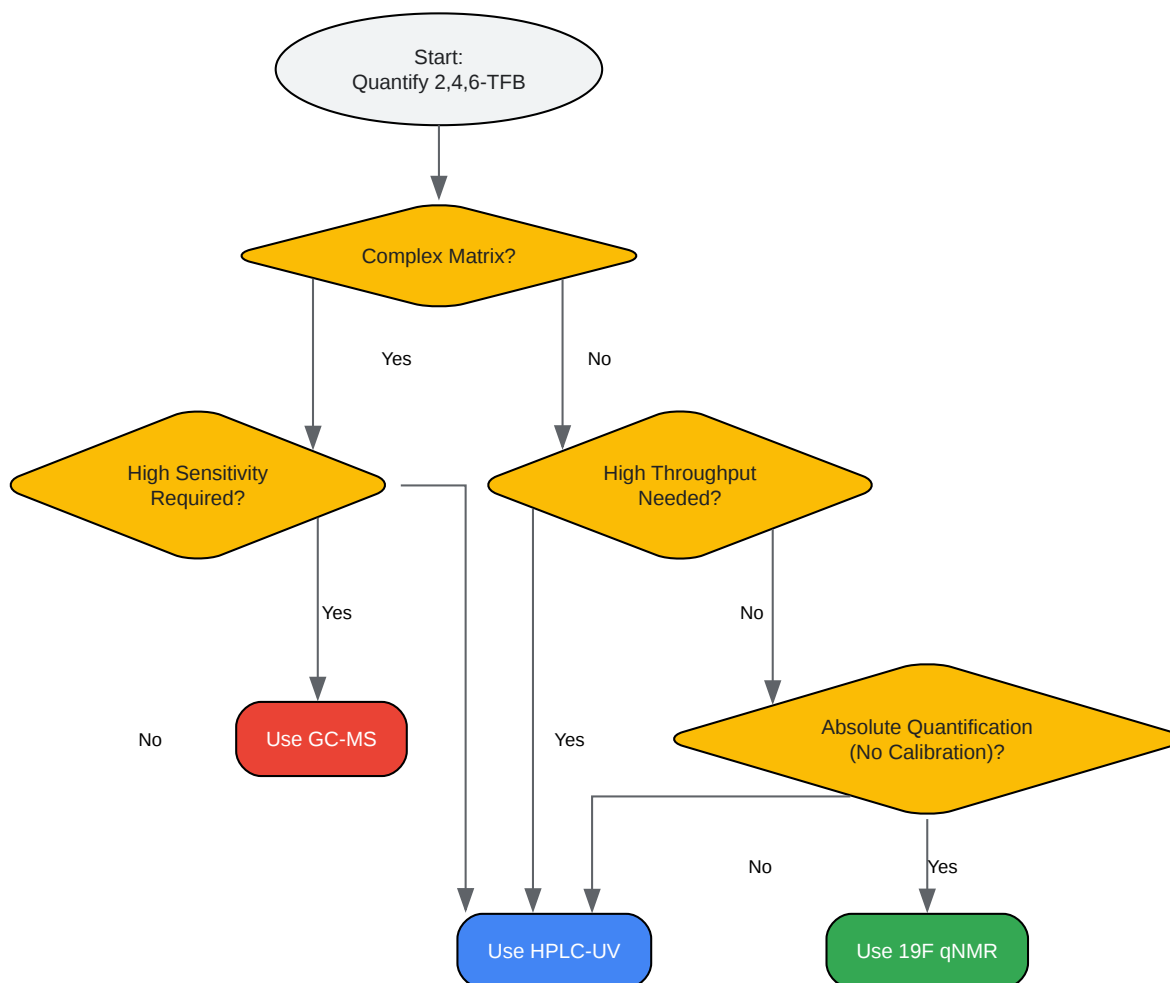 Start:
Quantify 2,4,6-TFB
Complex Matrix?
Yes
No
High Sensitivity
Required?
High Throughput
Needed?
Yes
No
No
Use GC-MS
Yes
Absolute Quantification
(No Calibration)?
No
Yes
Use HPLC-UV
Use 19F qNMR